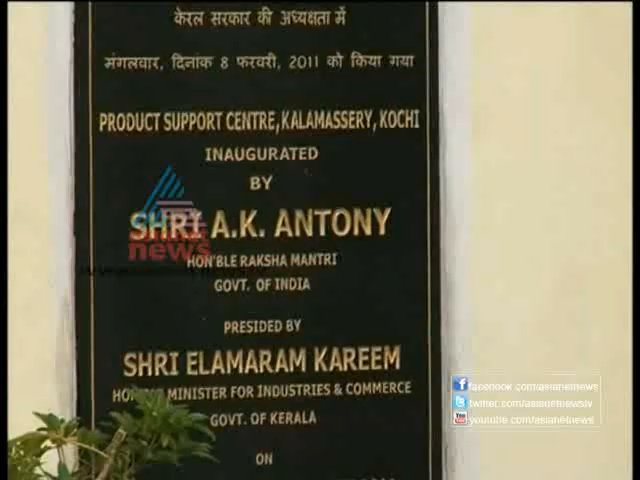 केरल सरकार की अध्यक्षता में
मंगलवार, दिनांक 8 फरवरी, 2011 को किया गया
PRODUCT SUPPORT CENTRE, KALAMASSERY, KOCHI
INAUGURATED
BY
SHRI A.K. ANTONY
news
HON'BLE RAKSHA MANTRI
GOVT. OF INDIA
PRESIDED BY
SHRI ELAMARAM KAREEM
HON'BLE MINISTER FOR INDUSTRIES & COMMERCE
GOVT. OF KERALA
ON
facebook.com/asianetnews
twitter.com/asianetnewstv
youtube.com/asianetnews